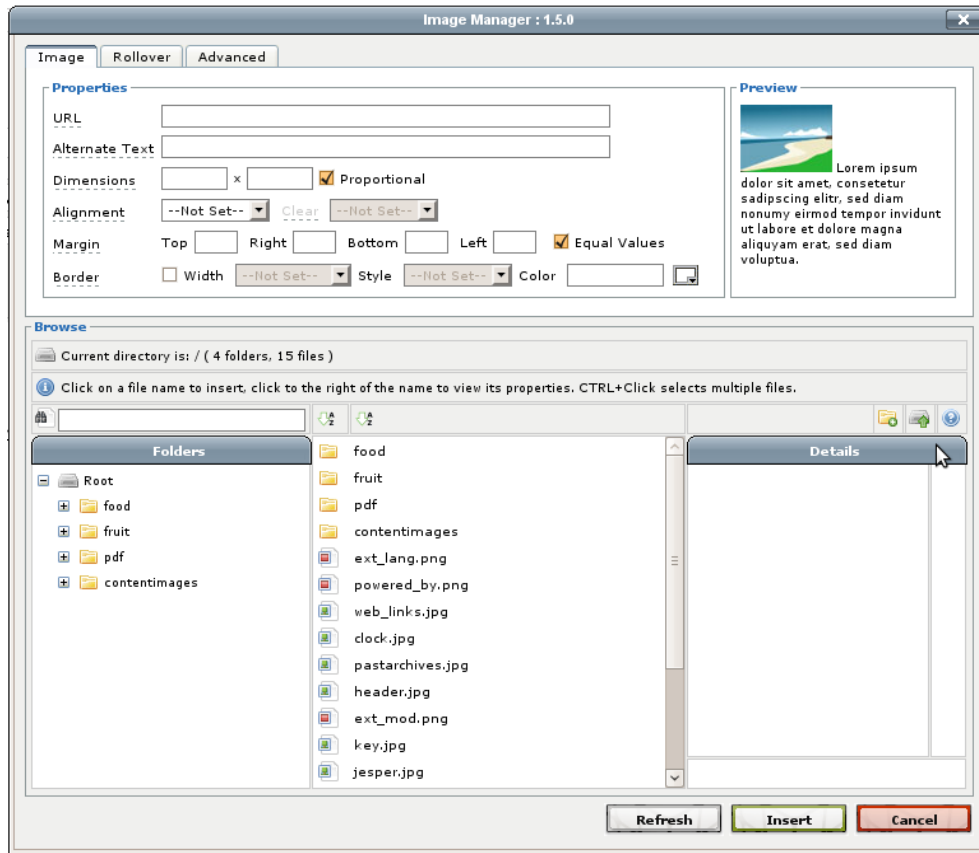 Image Manager : 1.5.0
Image Rollover Advanced
Properties
URL
Alternate Text
Dimensions x Proportional
Alignment --Not Set-- Clear --Not Set--
Margin Top Right Bottom Left Equal Values
Border Width --Not Set-- Style --Not Set-- Color
Preview
Lorem ipsum
dolor sit amet, consetetur
sadipscing elitr, sed diam
nonumy eirmod tempor invidunt
ut labore et dolore magna
aliquyam erat, sed diam
voluptua.
Browse
Current directory is: / ( 4 folders, 15 files )
Click on a file name to insert, click to the right of the name to view its properties. CTRL+Click selects multiple files.
Folders
Root
food
fruit
pdf
contentimages
food
fruit
pdf
contentimages
ext_lang.png
powered_by.png
web_links.jpg
clock.jpg
pastarchives.jpg
header.jpg
ext_mod.png
key.jpg
jesper.jpg
Details
Refresh Insert Cancel